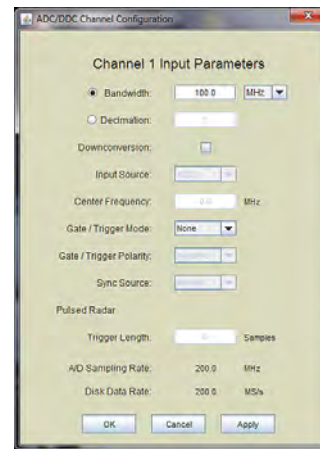 ADC/DDC Channel Configuration
Channel 1 Input Parameters
Bandwidth: 100.0 MHz
Decimation:
Downconversion:
Input Source:
Center Frequency: 0.0 MHz
Gate / Trigger Mode: None
Gate / Trigger Polarity:
Sync Source:
Pulsed Radar
Trigger Length: Samples
A/D Sampling Rate: 200.0 MHz
Disk Data Rate: 200.0 MS/s
OK Cancel Apply